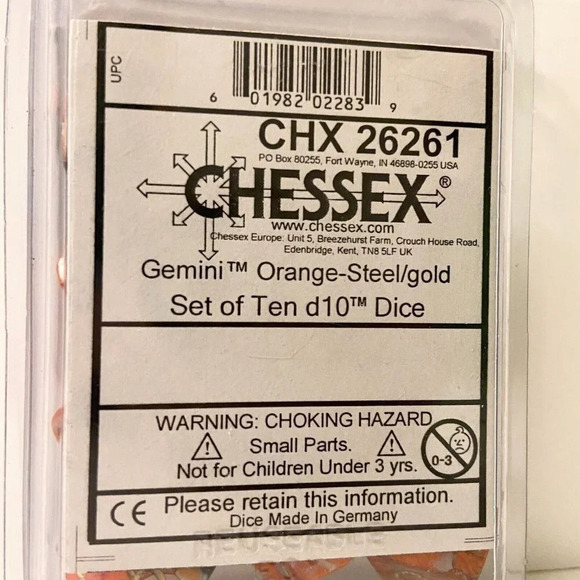 UPC
6 01982 02283 9
CHX 26261
PO Box 80255, Fort Wayne, IN 46898-0255 USA
CHESSEX®
www.chessex.com
Chessex Europe: Unit 5, Breezehurst Farm, Crouch House Road,
Edenbridge, Kent, TN8 5LF UK
Gemini™ Orange-Steel/gold
Set of Ten d10™ Dice
WARNING: CHOKING HAZARD
Small Parts.
Not for Children Under 3 yrs.
0-3
CE Please retain this information.
Dice Made In Germany
REUSEABLE